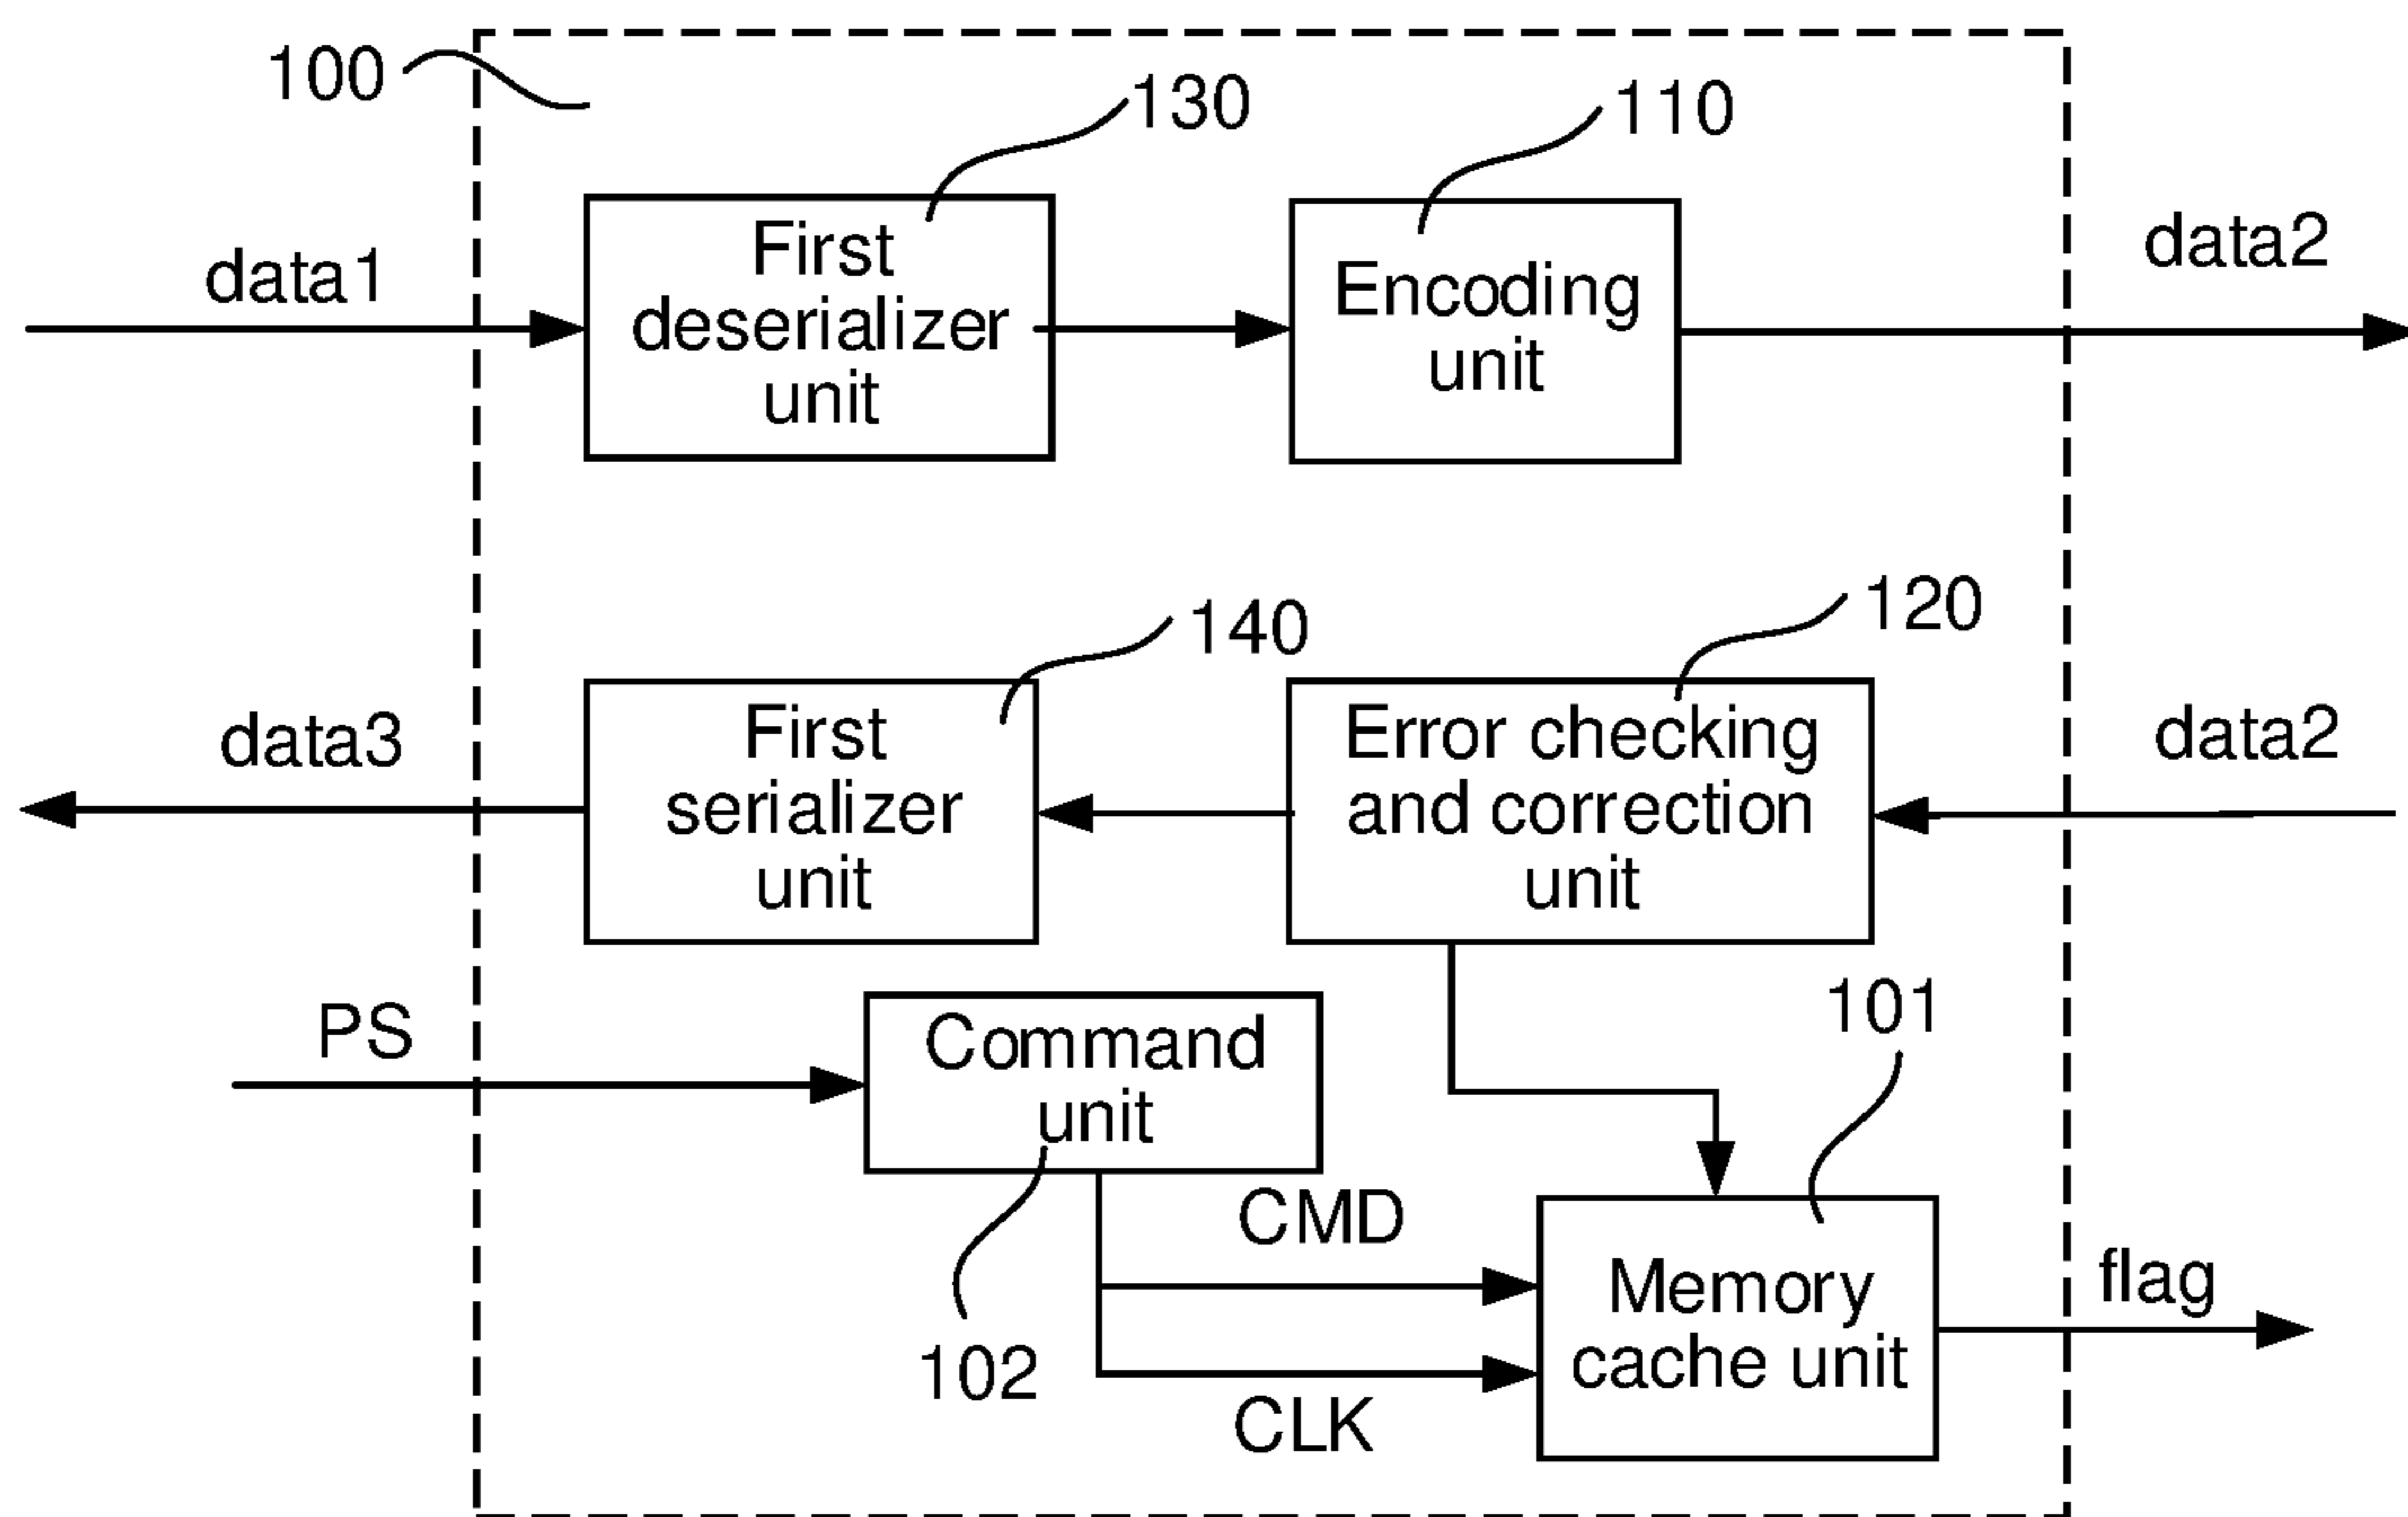 100
130
110
data1
First
deserializer
unit
Encoding
unit
data2
140
120
data3
First
serializer
unit
Error checking
and correction
unit
data2
PS
Command
unit
101
CMD
102
CLK
Memory
cache unit
flag